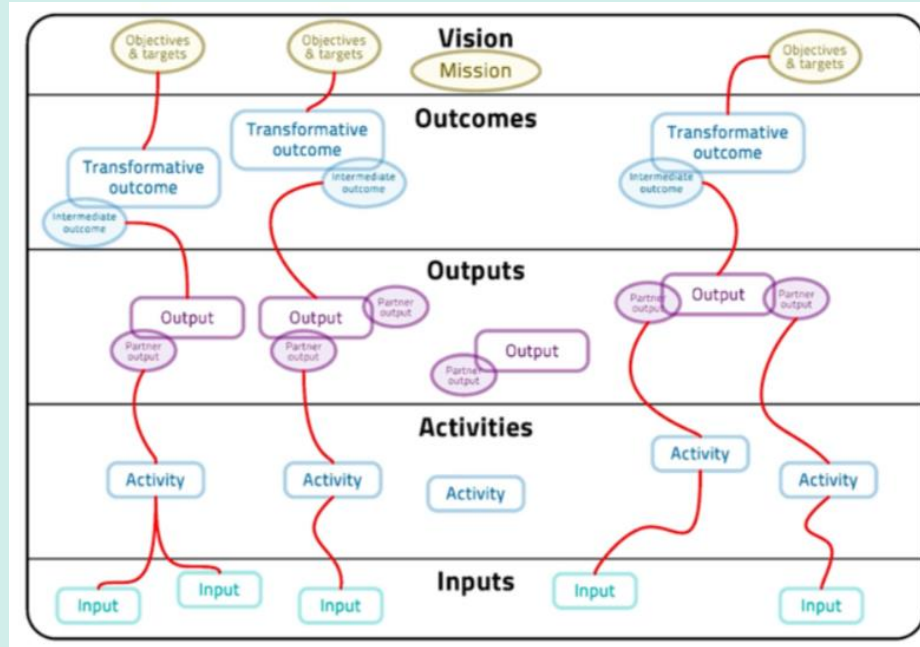 Vision
Objectives
& targets
Objectives
& targets
Mission
Objectives
& targets
Outcomes
Transformative
outcome
Intermediate
outcome
Transformative
outcome
Intermediate
outcome
Transformative
outcome
Intermediate
outcome
Outputs
Output
Partner
output
Output
Partner
output
Partner
output
Output
Partner
output
Partner
output
Output
Partner
output
Activities
Activity
Activity
Activity
Activity
Activity
Inputs
Input
Input
Input
Input
Input